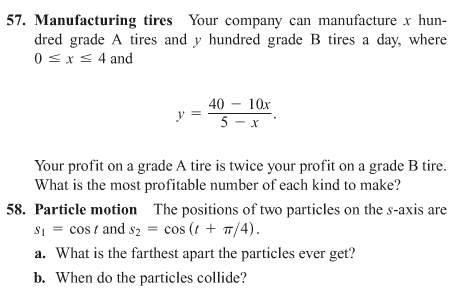 57. Manufacturing tires Your company can manufacture x hun-
dred grade A tires and y hundred grade B tires a day, where
0 ≤ x ≤ 4 and
y = (40 − 10x)/(5 − x).
Your profit on a grade A tire is twice your profit on a grade B tire.
What is the most profitable number of each kind to make?
58. Particle motion The positions of two particles on the s-axis are
s₁ = cos t and s₂ = cos (t + π/4).
a. What is the farthest apart the particles ever get?
b. When do the particles collide?